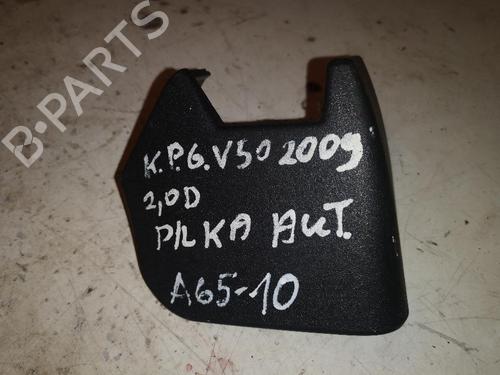 B-PARTS
K.P.G. V50 2009
2,0D
PILKA AUT.
A65-10